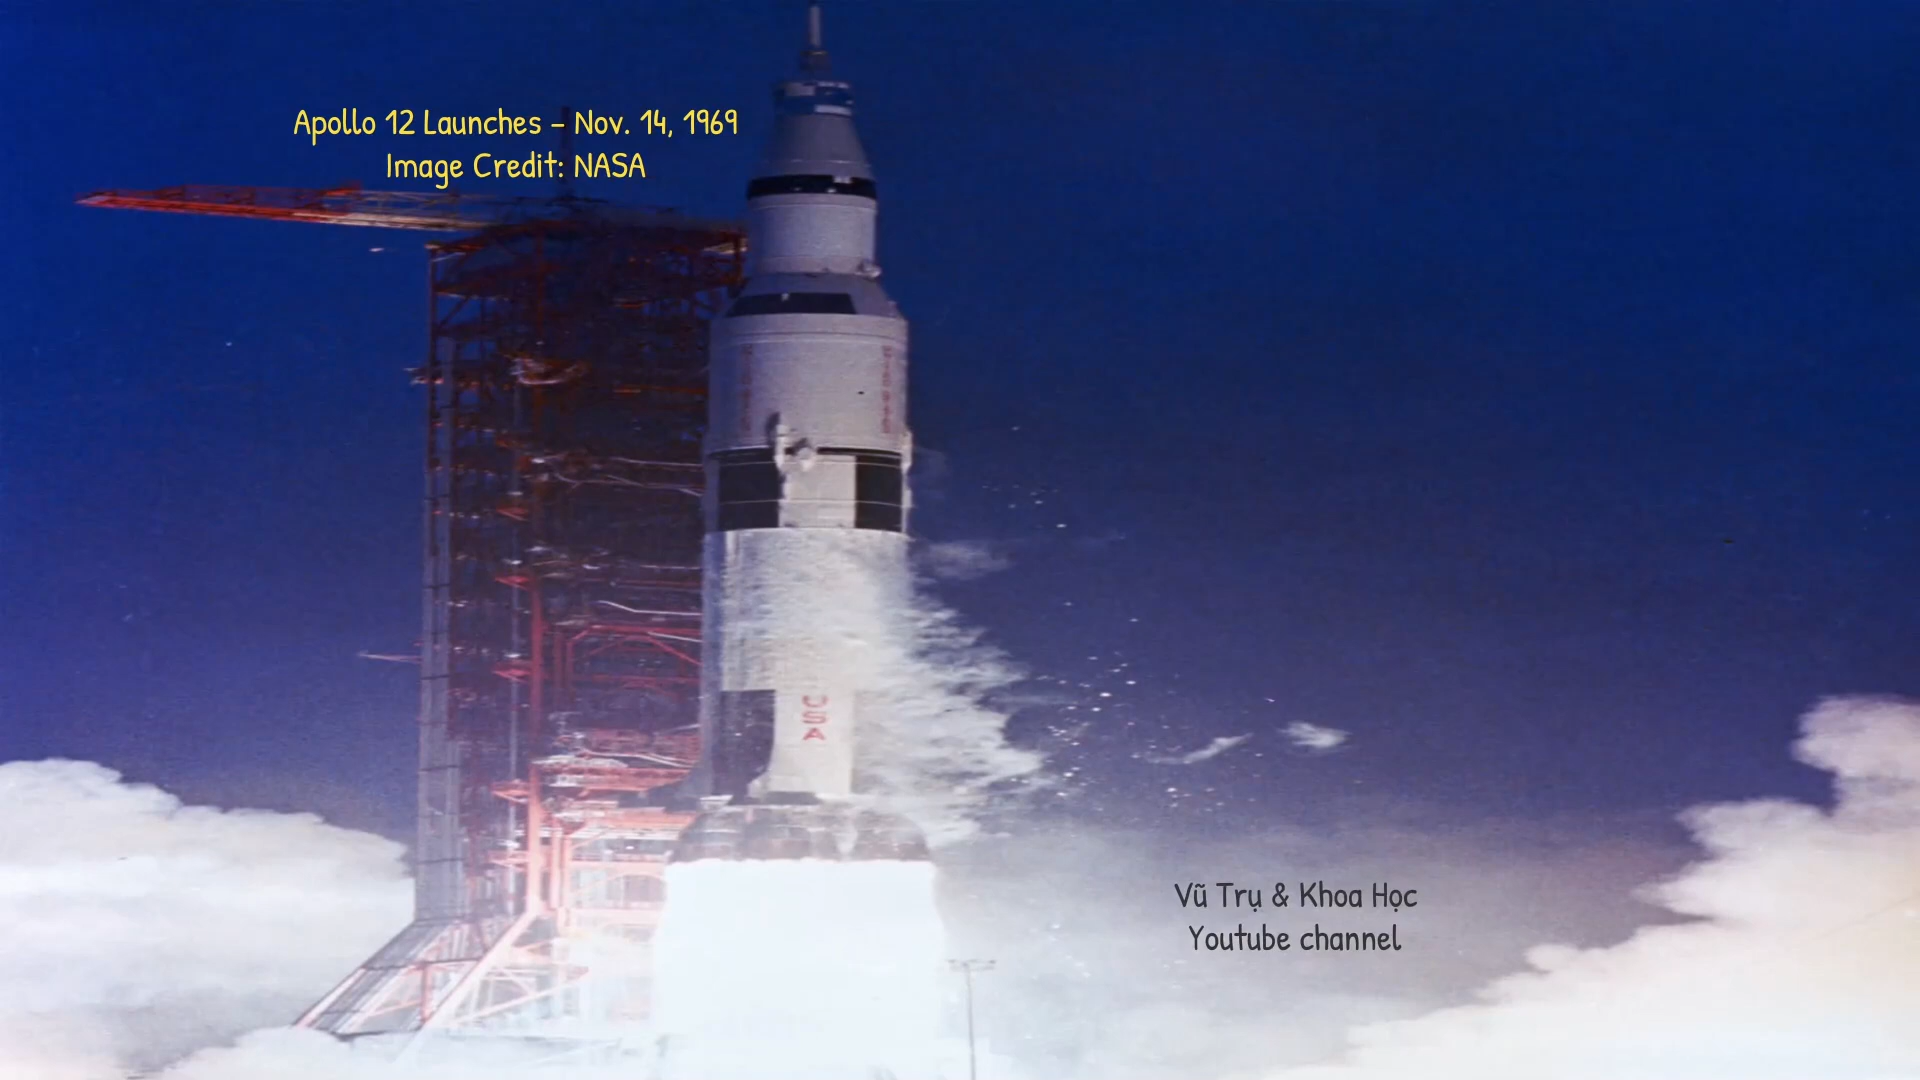 Apollo 12 Launches – Nov. 14, 1969
Image Credit: NASA
USA
Vũ Trụ & Khoa Học
Youtube channel